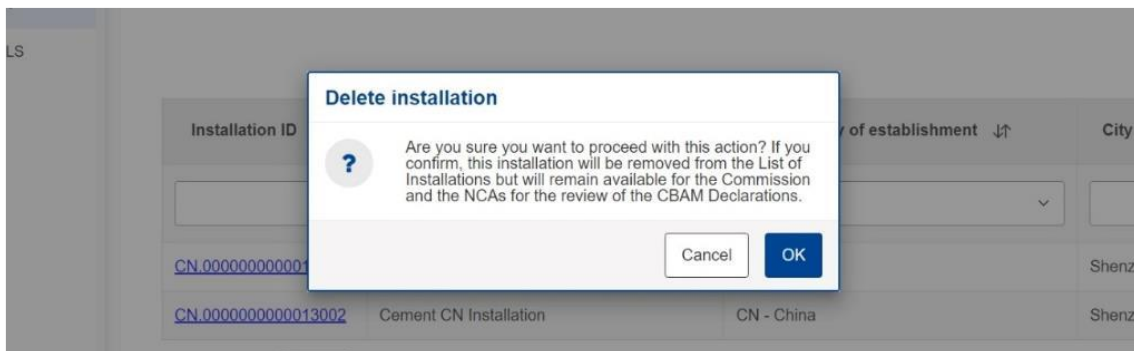 LS
Delete installation
Installation ID
of establishment
City
?
Are you sure you want to proceed with this action? If you
confirm, this installation will be removed from the List of
Installations but will remain available for the Commission
and the NCAs for the review of the CBAM Declarations.
Cancel
OK
CN.000000000001
Shenz
CN.0000000000013002
Cement CN Installation
CN - China
Shenz